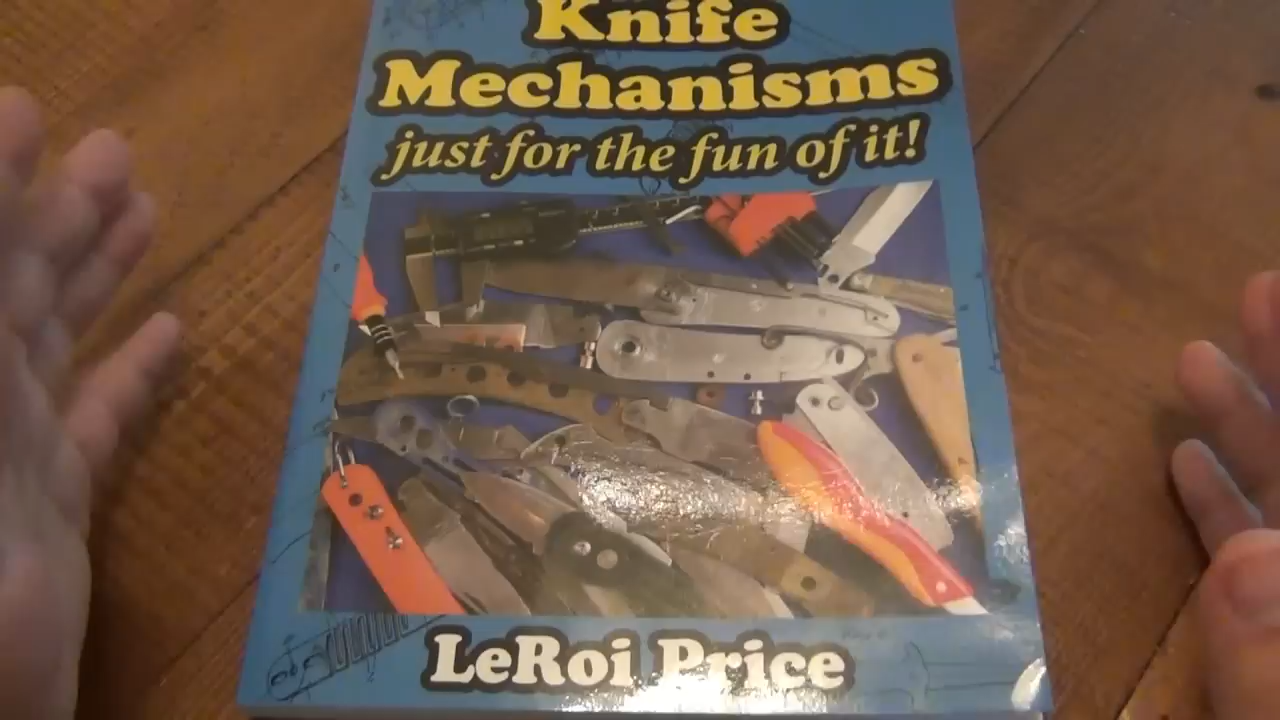 Knife
Mechanisms
just for the fun of it!
LeRoi Price